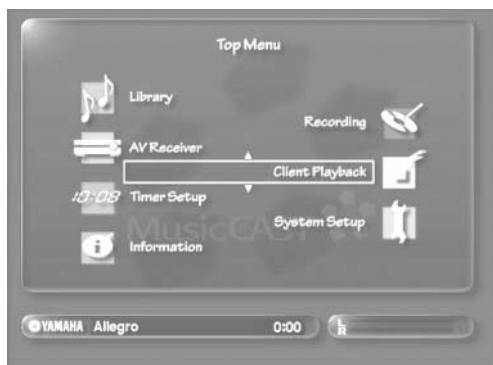 Top Menu
Library
Recording
AV Receiver
Client Playback
10:08 Timer Setup
System Setup
MusicCAST
Information
YAMAHA Allegro 0:00 L
R